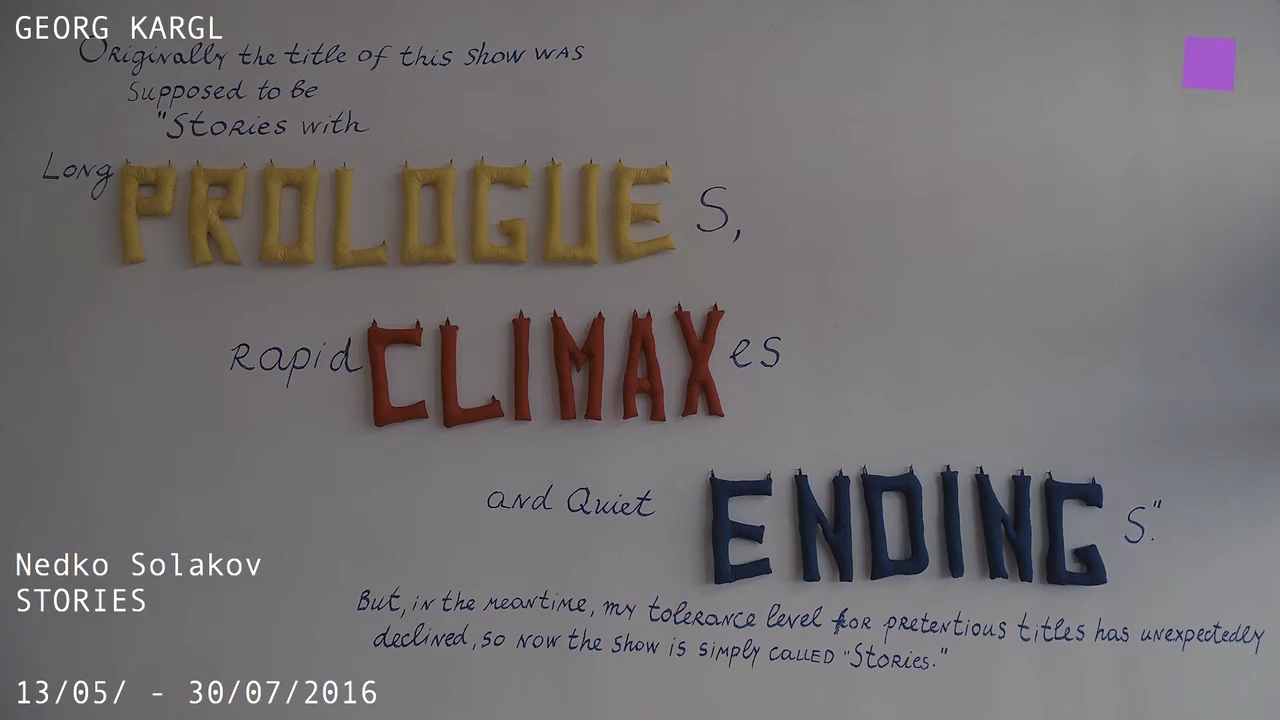 GEORG KARGL
Originally the title of this show was
supposed to be
"Stories with
Long PROLOGUES,
rapid CLIMAXes
and Quiet ENDINGS."
But, in the meantime, my tolerance level for pretentious titles has unexpectedly
declined, so now the show is simply called "Stories."
Nedko Solakov
STORIES
13/05/ - 30/07/2016